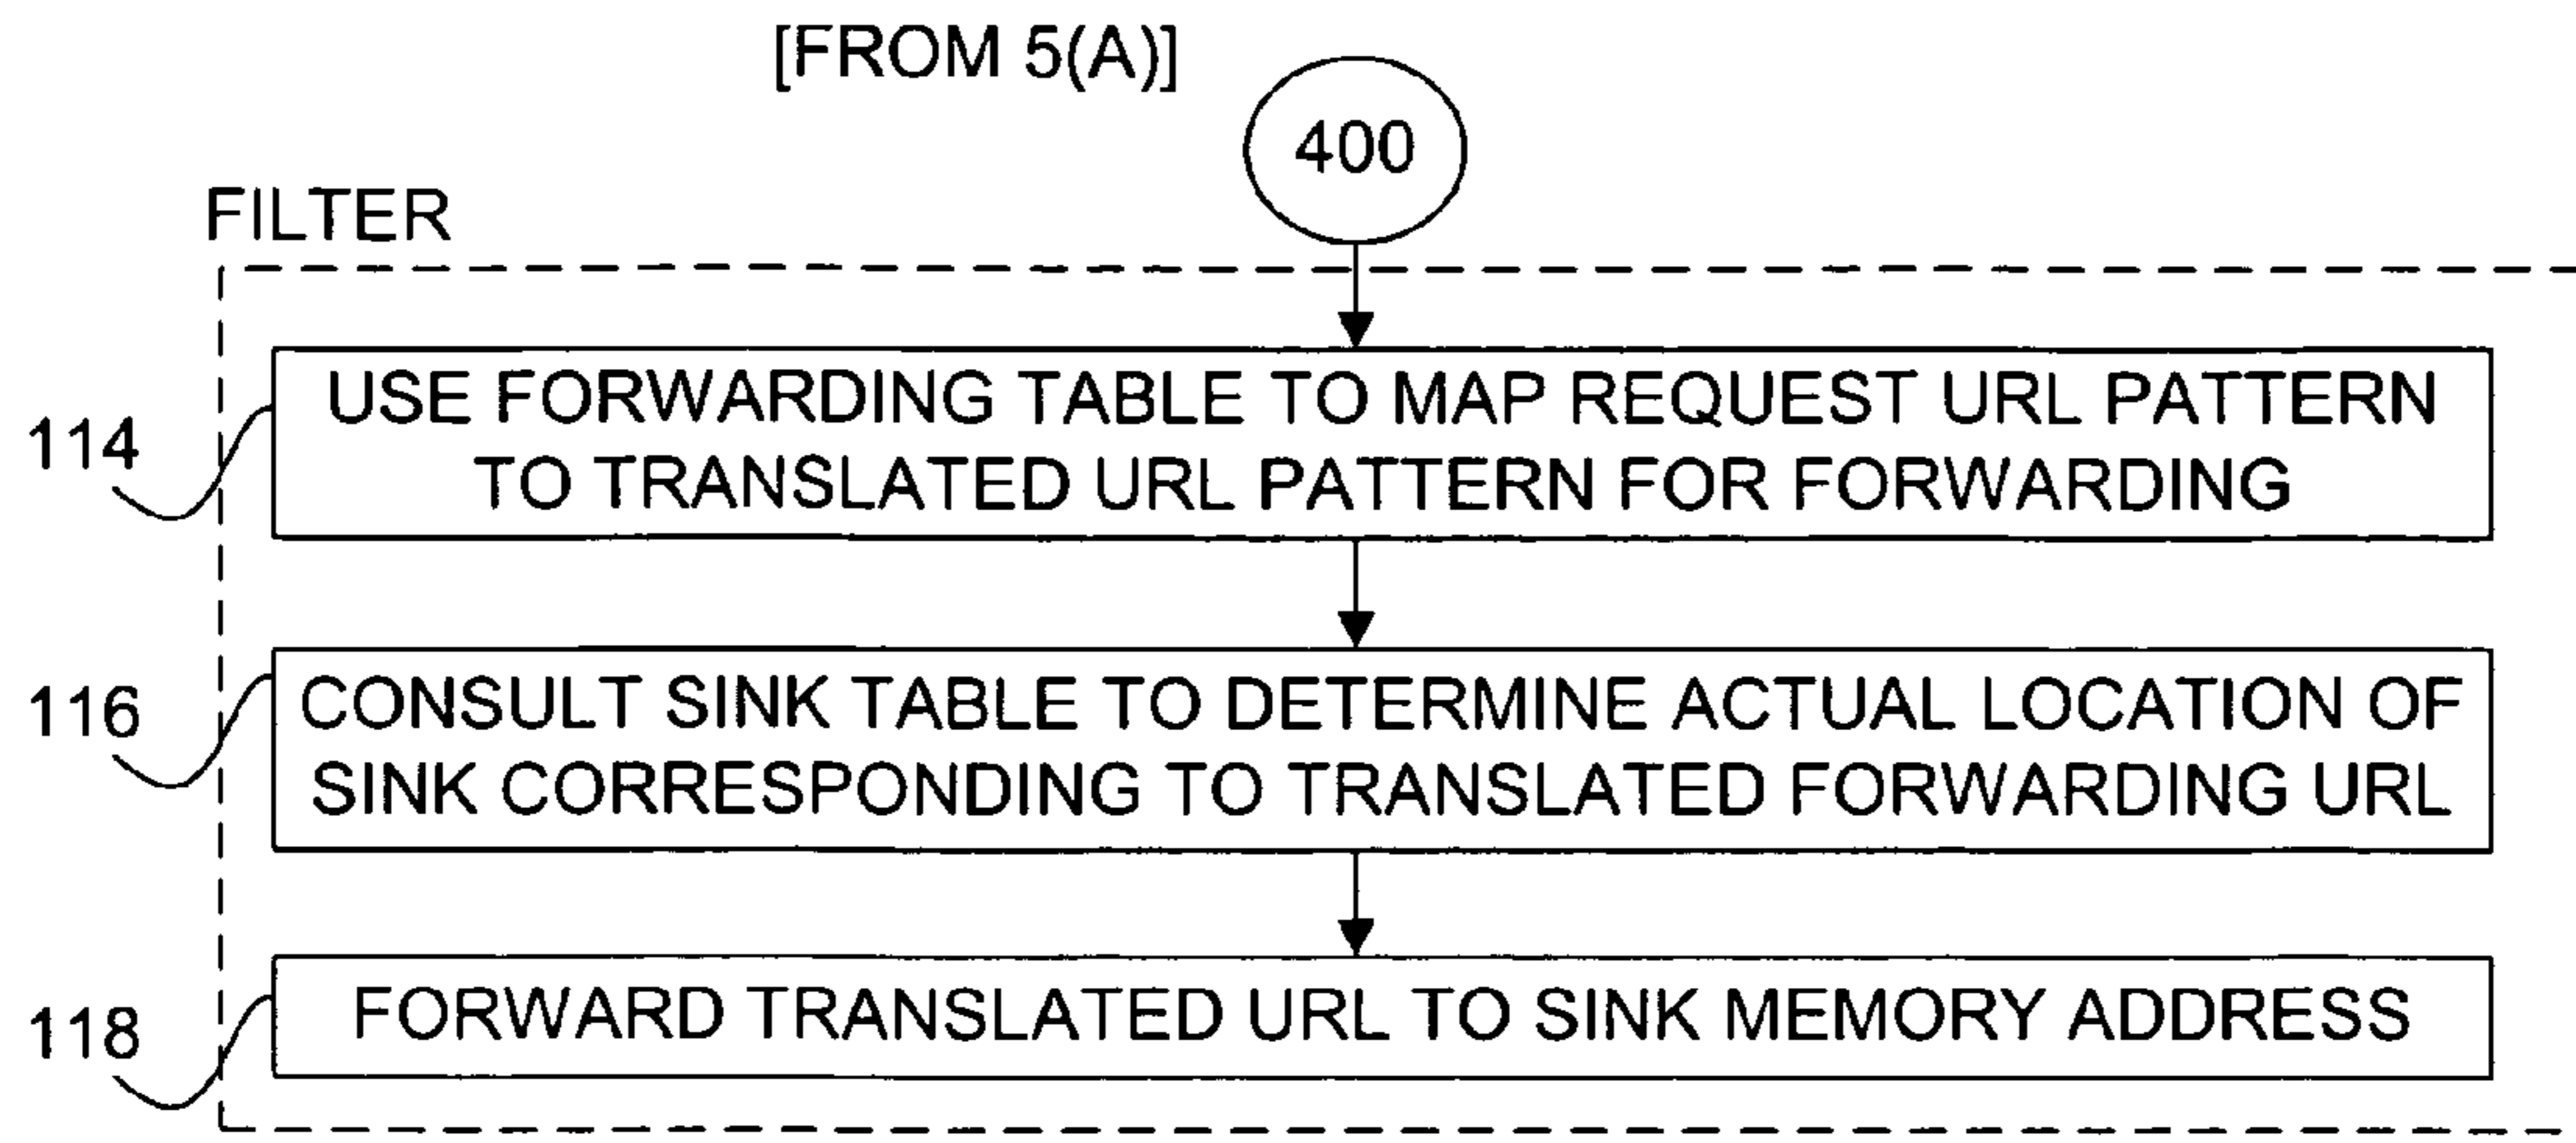 [FROM 5(A)]
400
FILTER
114
USE FORWARDING TABLE TO MAP REQUEST URL PATTERN
TO TRANSLATED URL PATTERN FOR FORWARDING
116
CONSULT SINK TABLE TO DETERMINE ACTUAL LOCATION OF
SINK CORRESPONDING TO TRANSLATED FORWARDING URL
118
FORWARD TRANSLATED URL TO SINK MEMORY ADDRESS